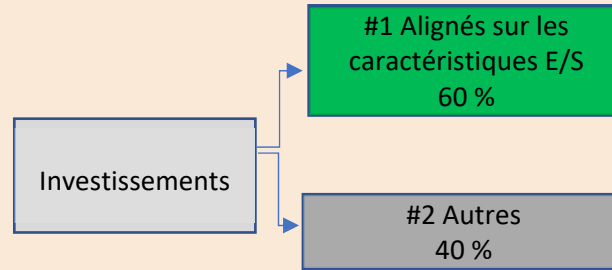 #1 Alignés sur les
caractéristiques E/S
60 %
Investissements
#2 Autres
40 %